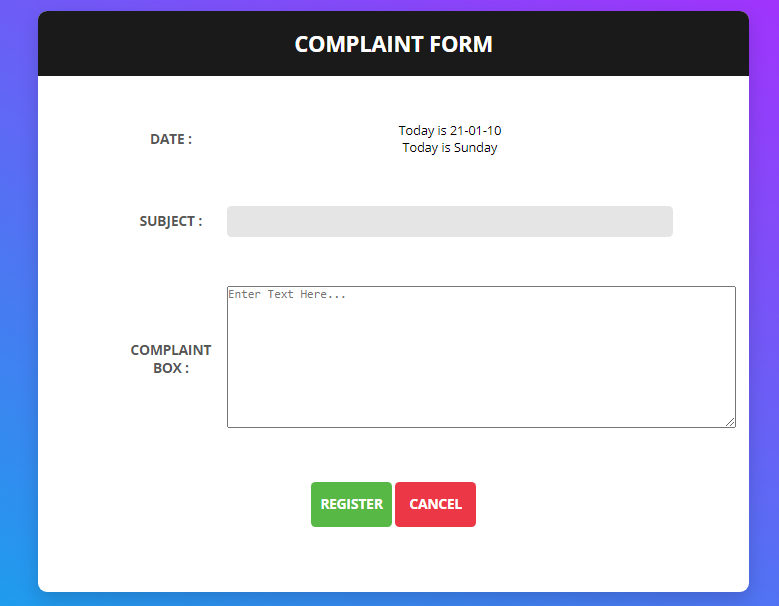 COMPLAINT FORM
DATE :
Today is 21-01-10
Today is Sunday
SUBJECT :
COMPLAINT
BOX :
Enter Text Here...
REGISTER
CANCEL